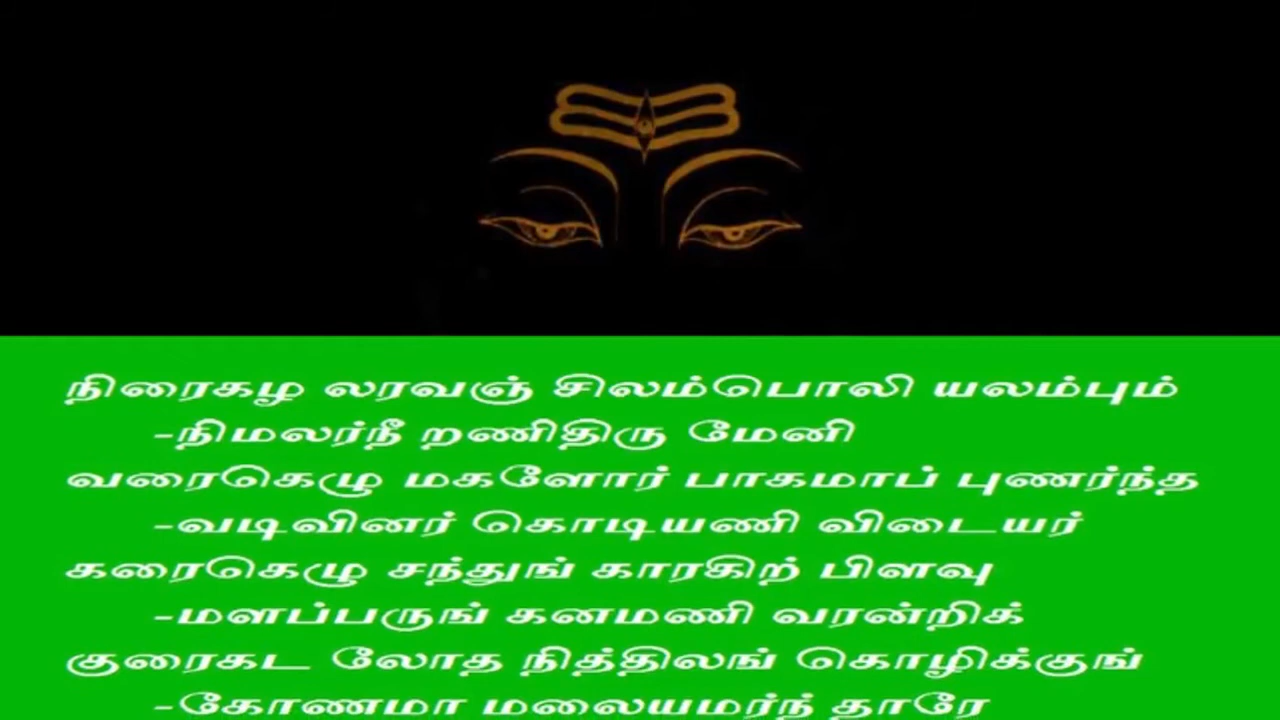 நிரைகழ லரவஞ் சிலம்பொலி யலம்பும்
-நிமலர்நீ றணிதிரு மேனி
வரைகெழு மகளோர் பாகமாப் புணர்ந்த
-வடிவினர் கொடியணி விடையர்
கரைகெழு சந்துங் காரகிற் பிளவு
-மளப்பருங் கனமணி வரன்றிக்
குரைகட லோத நித்திலங் கொழிக்குங்
-கோணமா மலையமர்ந் தாரே